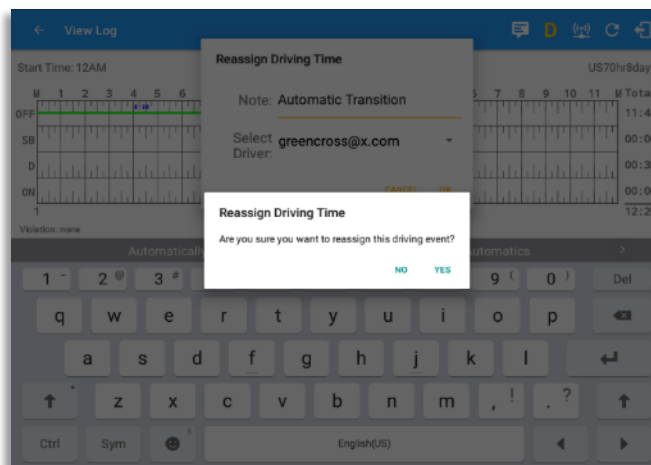 View Log
D
Start Time: 12AM
US70hr8day
Reassign Driving Time
Note: Automatic Transition
Select Driver: greencross@x.com
CANCEL OK
M 1 2 3 4 5 6 7 8 9 10 11 M Tota
OFF 11:4
SB 00:0
D 00:3
ON 00:0
1 12:2
Violation: none
Reassign Driving Time
Are you sure you want to reassign this driving event?
NO YES
Automatically
utomatics
1 - 2 @ 3 # 9 ( 0 ) Del
q w e r t y u i o p
a s d f g h j k l
z x c v b n m , ! . ?
Ctrl Sym English(US)